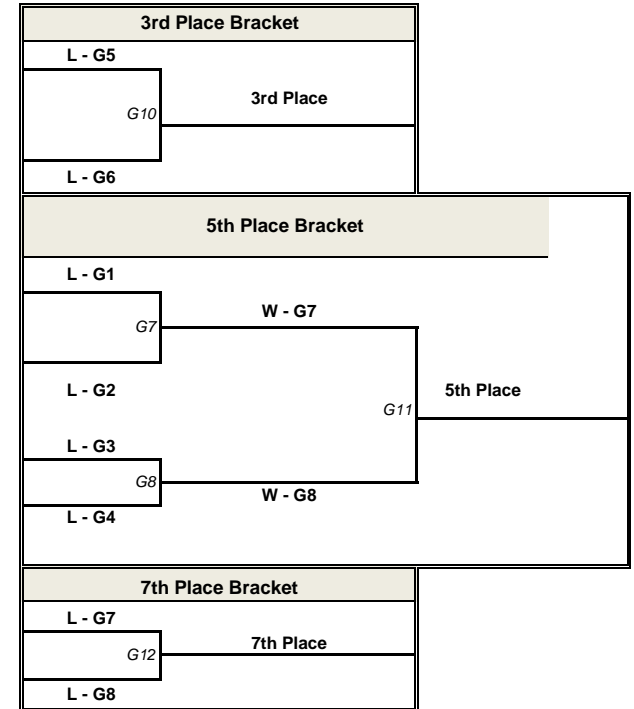 3rd Place Bracket
L - G5
G10
3rd Place
L - G6
5th Place Bracket
L - G1
G7
W - G7
L - G2
G11
5th Place
L - G3
G8
W - G8
L - G4
7th Place Bracket
L - G7
G12
7th Place
L - G8